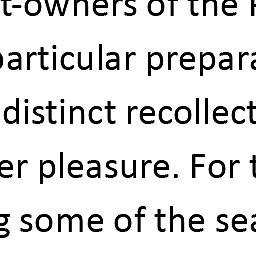 t-owners of the
particular prepara
distinct recollect
er pleasure. For t
g some of the sea